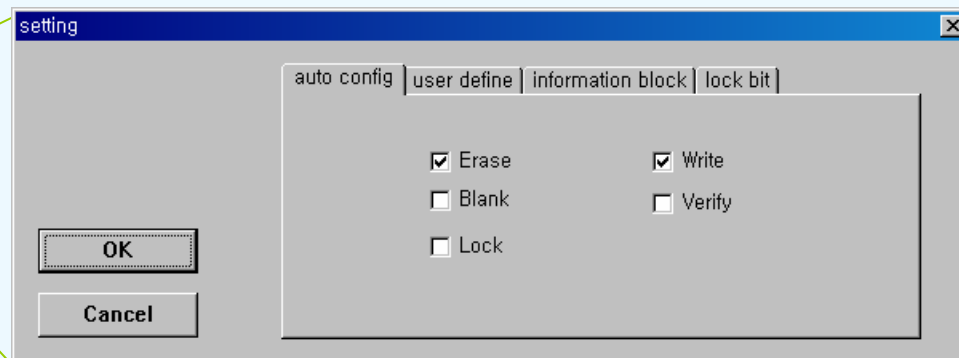 setting
auto config user define information block lock bit
Erase Write
Blank Verify
Lock
OK
Cancel